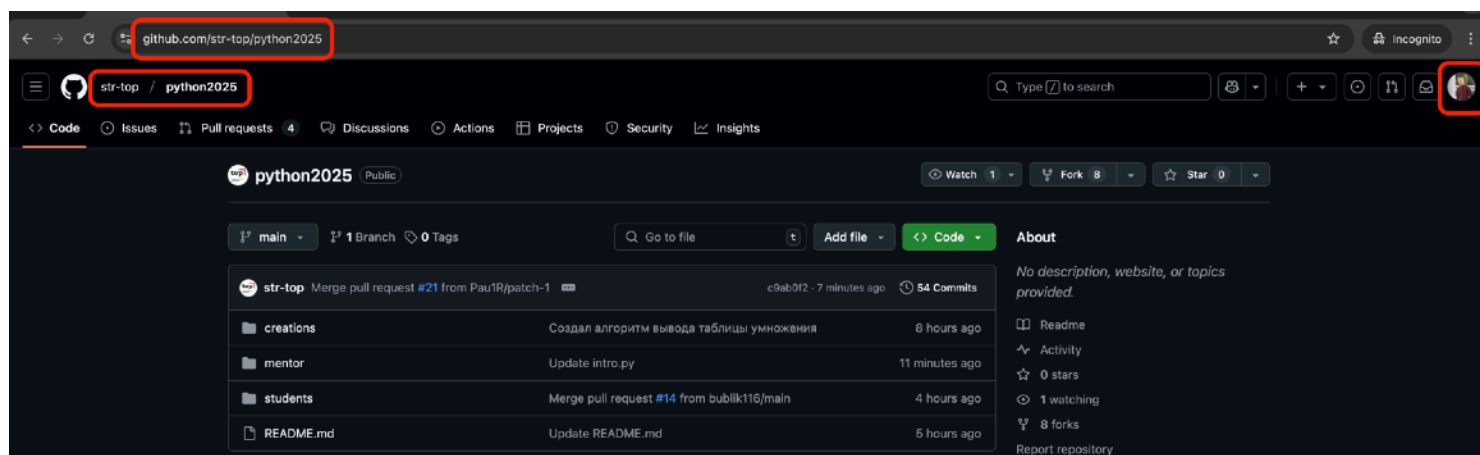 github.com/str-top/python2025
Incognito
str-top / python2025
Type / to search
Code Issues Pull requests 4 Discussions Actions Projects Security Insights
top
python2025 Public
Watch 1 Fork 8 Star 0
main 1 Branch 0 Tags Go to file t Add file Code
About
No description, website, or topics
provided.
str-top Merge pull request #21 from Pau1R/patch-1 c9ab0f2 · 7 minutes ago 54 Commits
creations Создал алгоритм вывода таблицы умножения 8 hours ago
mentor Update intro.py 11 minutes ago
students Merge pull request #14 from bublik116/main 4 hours ago
README.md Update README.md 5 hours ago
Readme
Activity
0 stars
1 watching
8 forks
Report repository